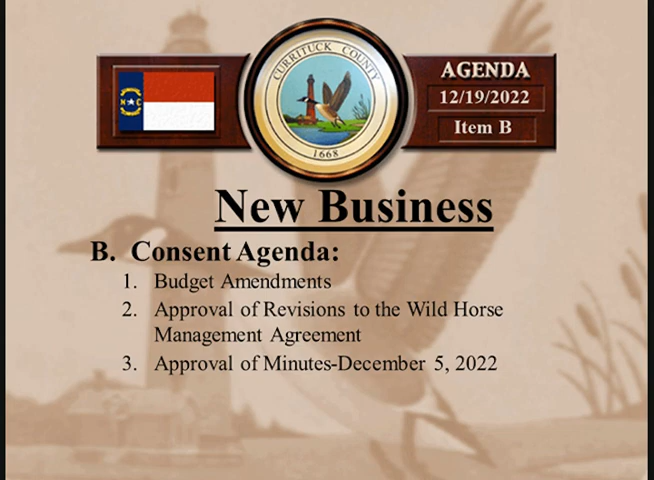 CURRITUCK COUNTY
1668
N C
AGENDA
12/19/2022
Item B
New Business
B. Consent Agenda:
1. Budget Amendments
2. Approval of Revisions to the Wild Horse
Management Agreement
3. Approval of Minutes-December 5, 2022